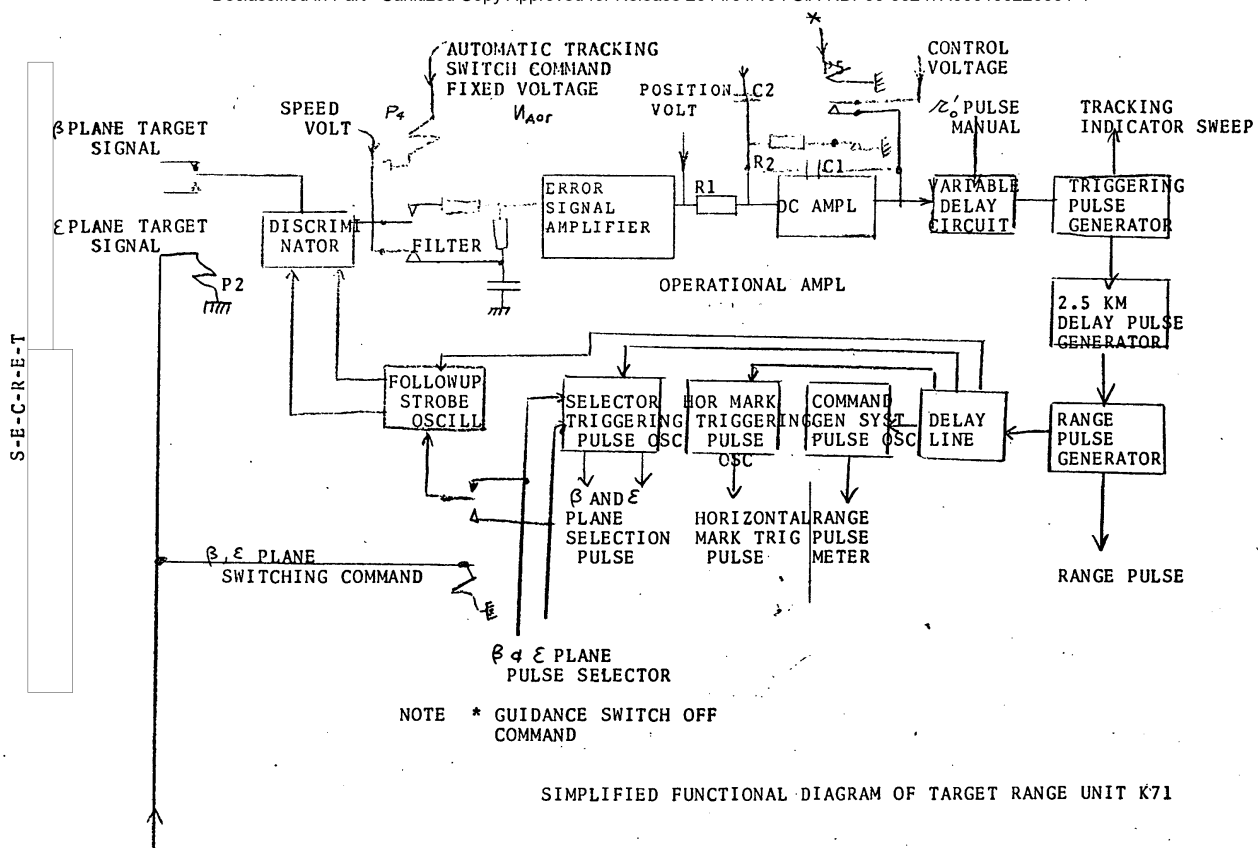 AUTOMATIC TRACKING
SWITCH COMMAND
FIXED VOLTAGE
*
P5
CONTROL
VOLTAGE
SPEED
VOLT
P4
POSITION
VOLT
C2
PULSE
MANUAL
TRACKING
INDICATOR SWEEP
β PLANE TARGET
SIGNAL
R2
C1
R1
ERROR
SIGNAL
AMPLIFIER
DC AMPL
VARIABLE
DELAY
CIRCUIT
TRIGGERING
PULSE
GENERATOR
ε PLANE TARGET
SIGNAL
DISCRIMI
NATOR
FILTER
P2
OPERATIONAL AMPL
2.5 KM
DELAY PULSE
GENERATOR
S-E-C-R-E-T
FOLLOWUP
STROBE
OSCILL
SELECTOR
TRIGGERING
PULSE OSC
HOR MARK
TRIGGERING
PULSE
OSC
COMMAND
GEN SYST
PULSE OSC
DELAY
LINE
RANGE
PULSE
GENERATOR
β AND ε
PLANE
SELECTION
PULSE
HORIZONTAL
MARK TRIG
PULSE
RANGE
PULSE
METER
RANGE PULSE
β, ε PLANE
SWITCHING COMMAND
β & ε PLANE
PULSE SELECTOR
NOTE * GUIDANCE SWITCH OFF
COMMAND
SIMPLIFIED FUNCTIONAL DIAGRAM OF TARGET RANGE UNIT K71